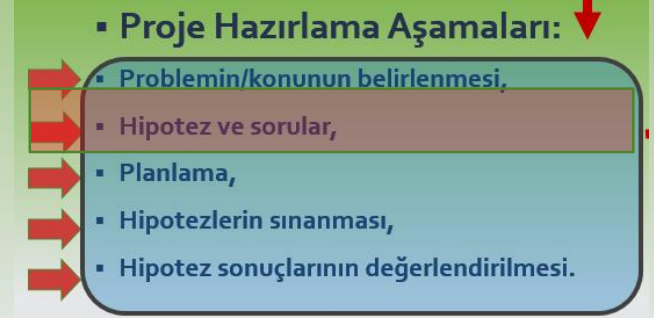 ▪ Proje Hazırlama Aşamaları:
▪ Problemin/konunun belirlenmesi,
▪ Hipotez ve sorular,
▪ Planlama,
▪ Hipotezlerin sınanması,
▪ Hipotez sonuçlarının değerlendirilmesi.